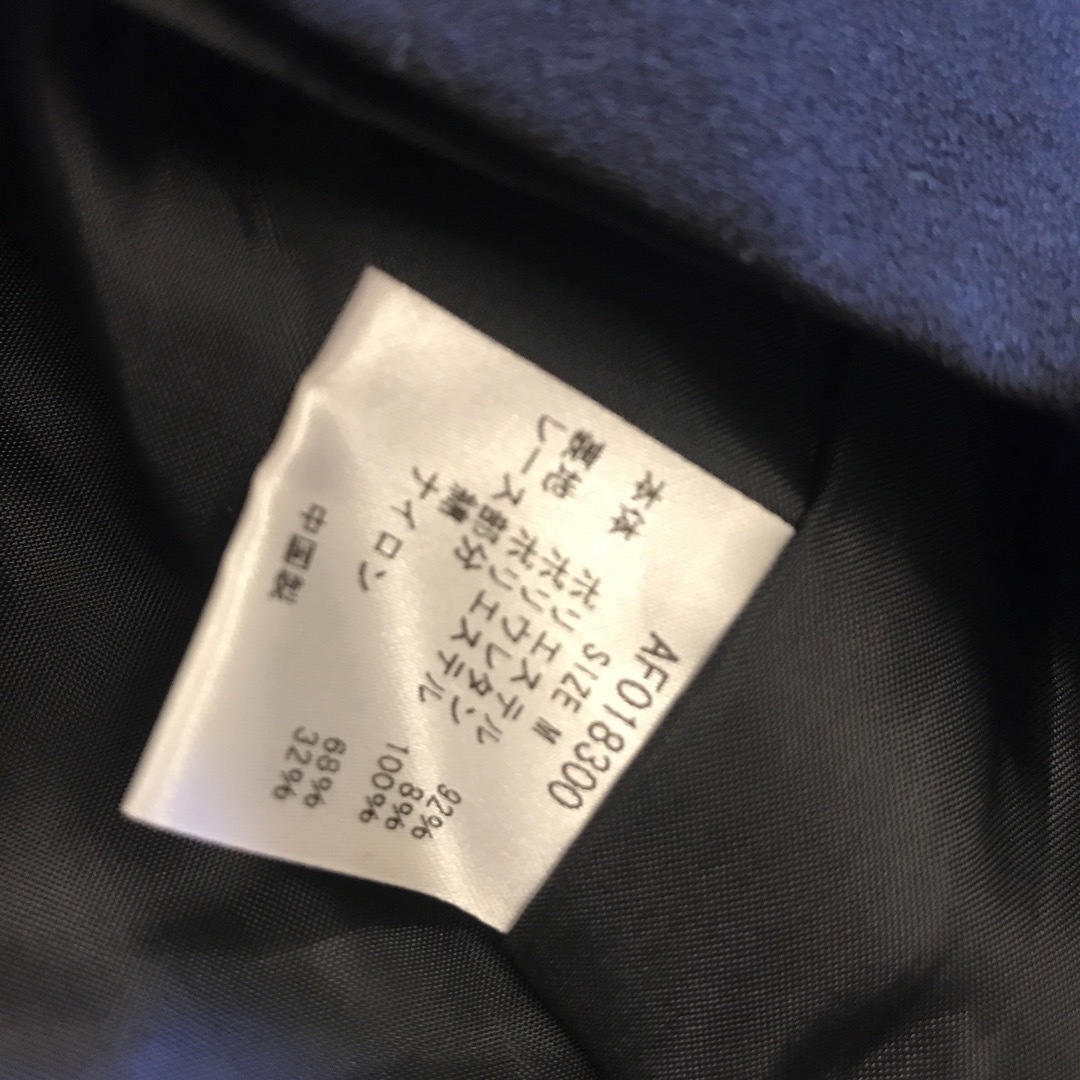 AF018300
SIZE M
本体 ポリエステル 92%
ポリウレタン 8%
裏地 ポリエステル 100%
レース部分
綿 68%
ナイロン 32%
中国製